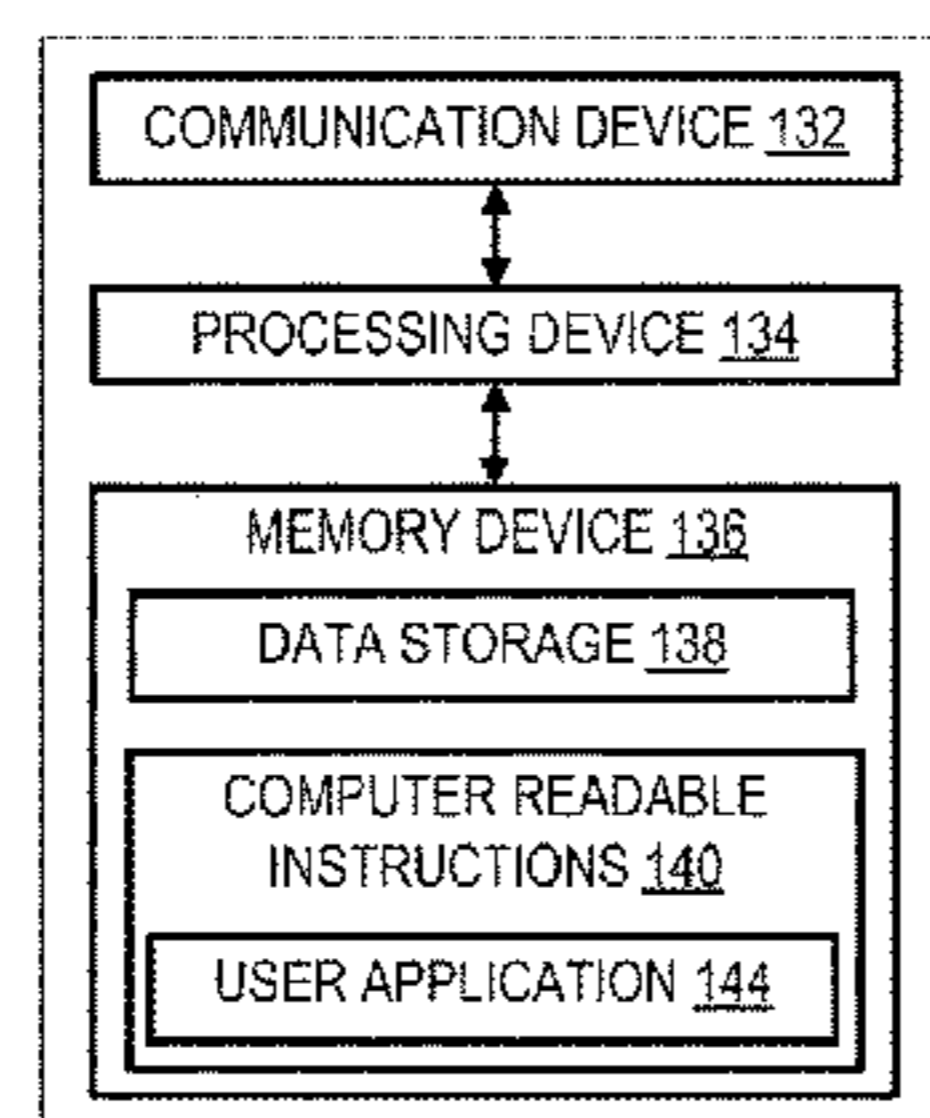 COMMUNICATION DEVICE 132
PROCESSING DEVICE 134
MEMORY DEVICE 136
DATA STORAGE 138
COMPUTER READABLE
INSTRUCTIONS 140
USER APPLICATION 144